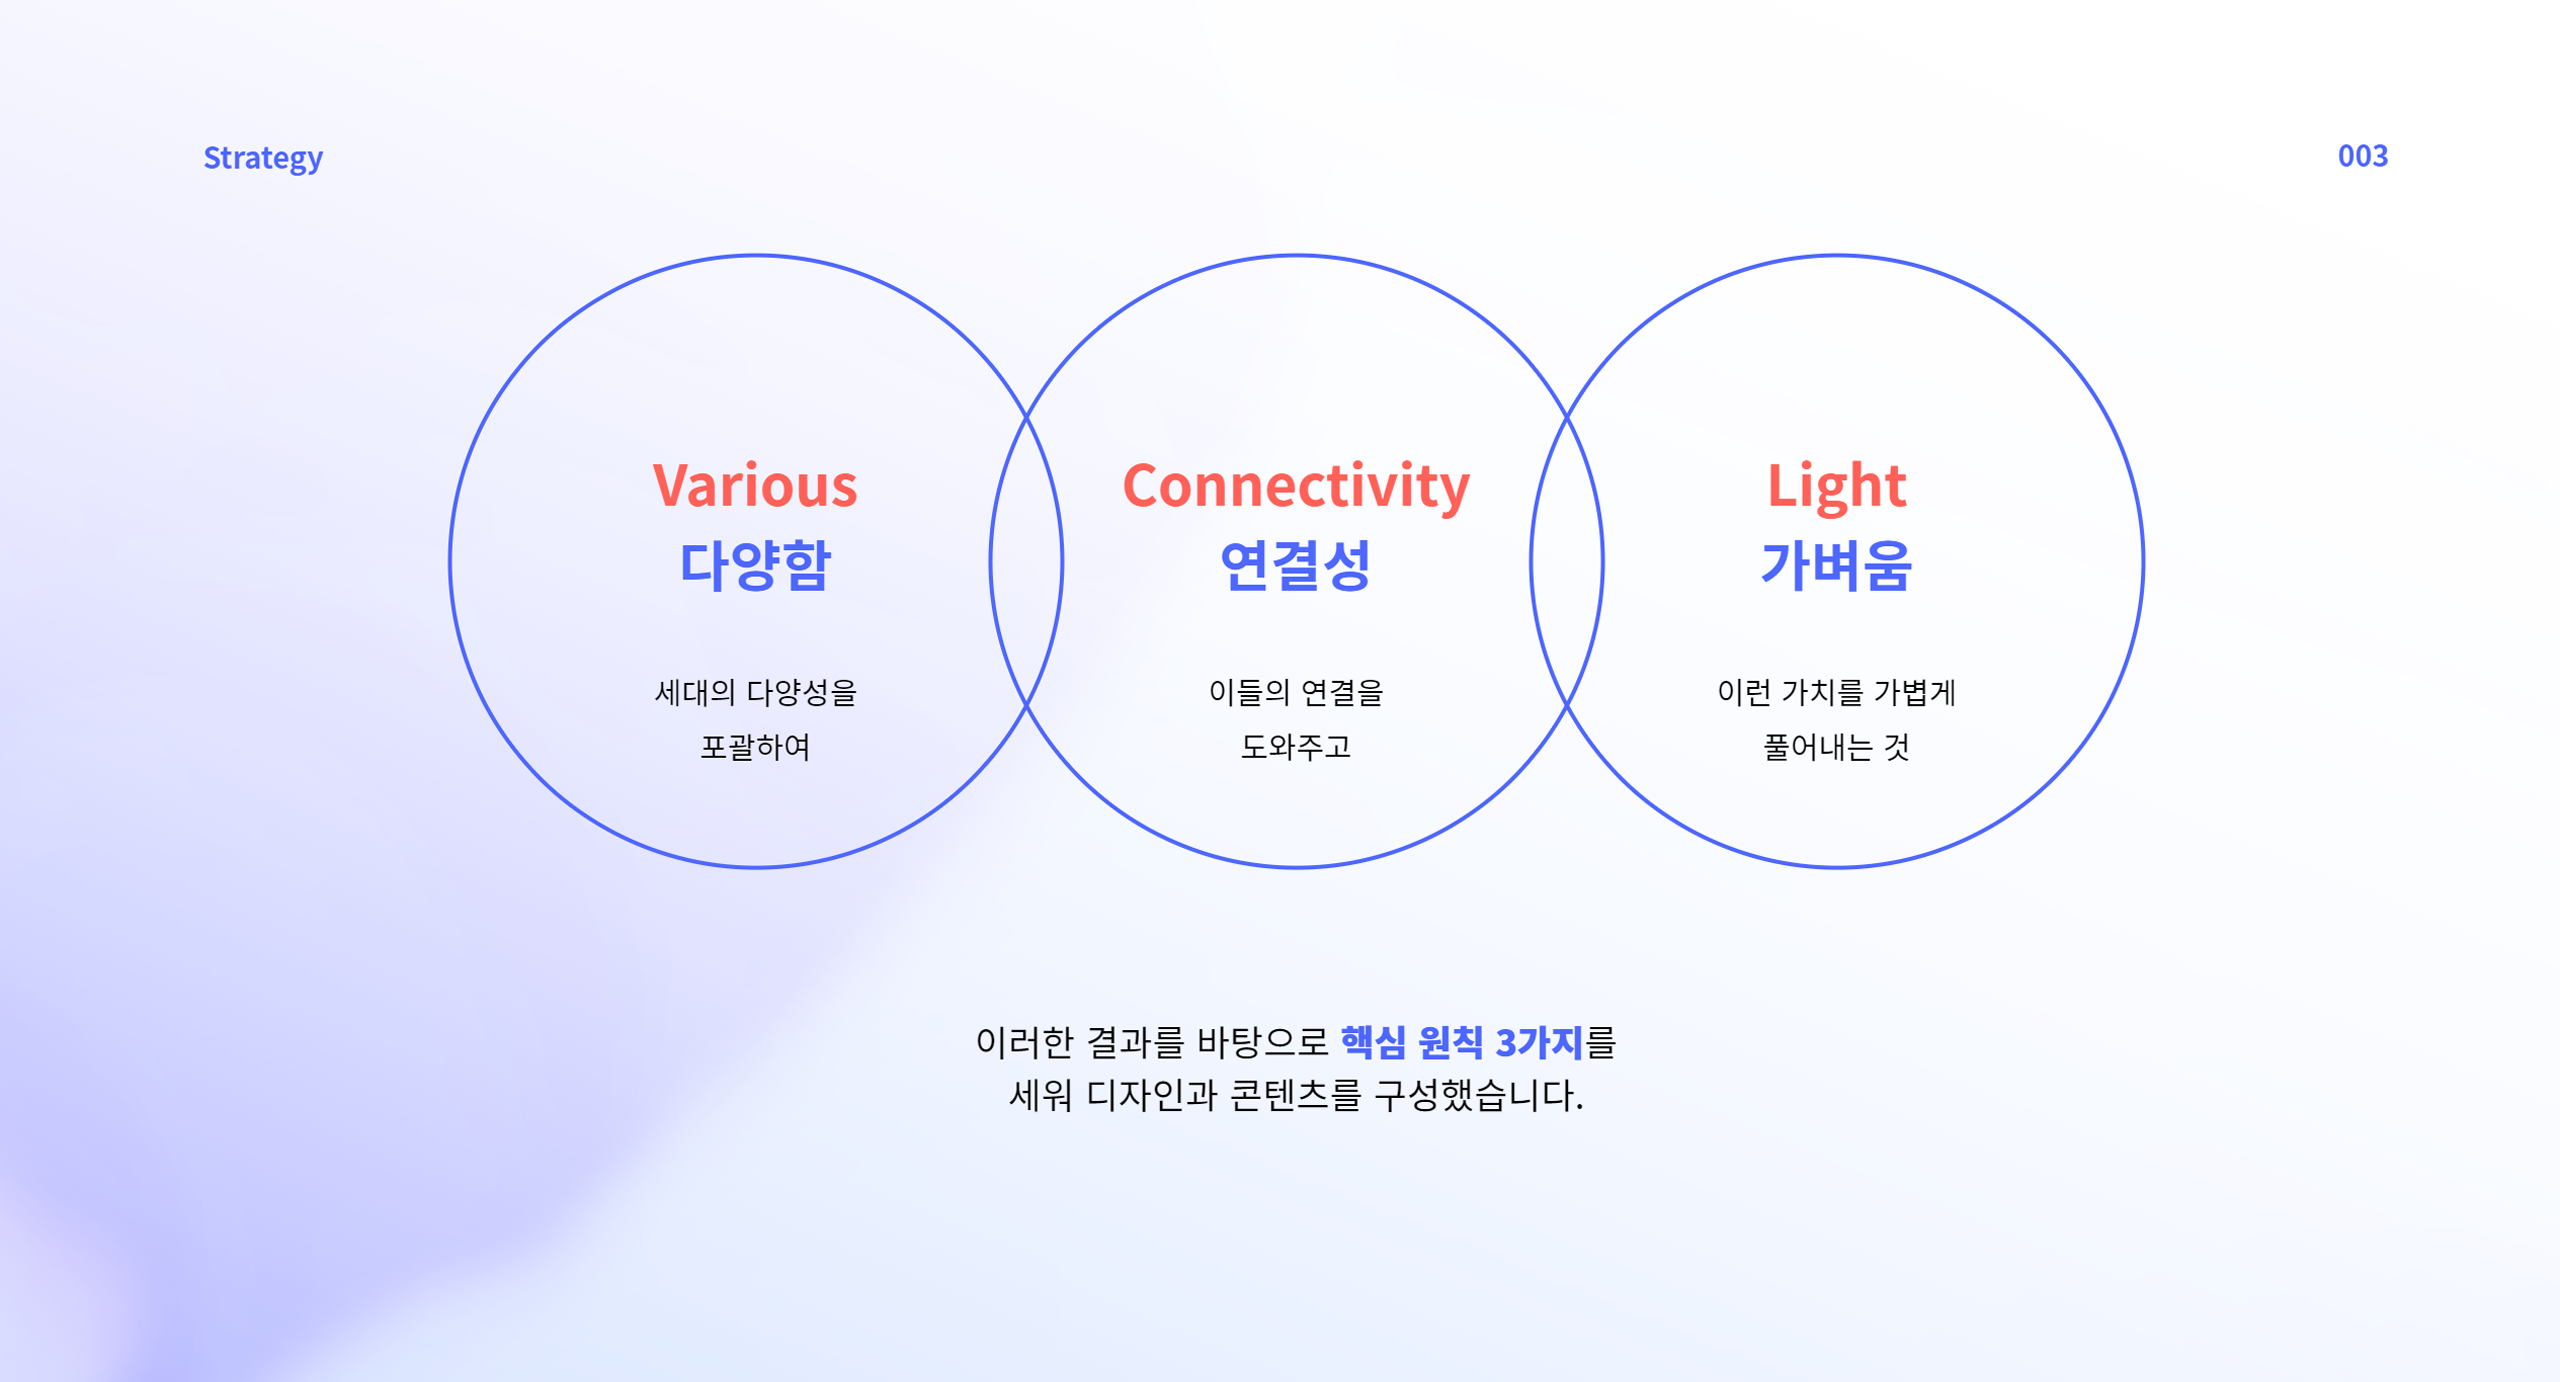 Strategy
003
Various
다양함
세대의 다양성을
포괄하여
Connectivity
연결성
이들의 연결을
도와주고
Light
가벼움
이런 가치를 가볍게
풀어내는 것
이러한 결과를 바탕으로 핵심 원칙 3가지를
세워 디자인과 콘텐츠를 구성했습니다.